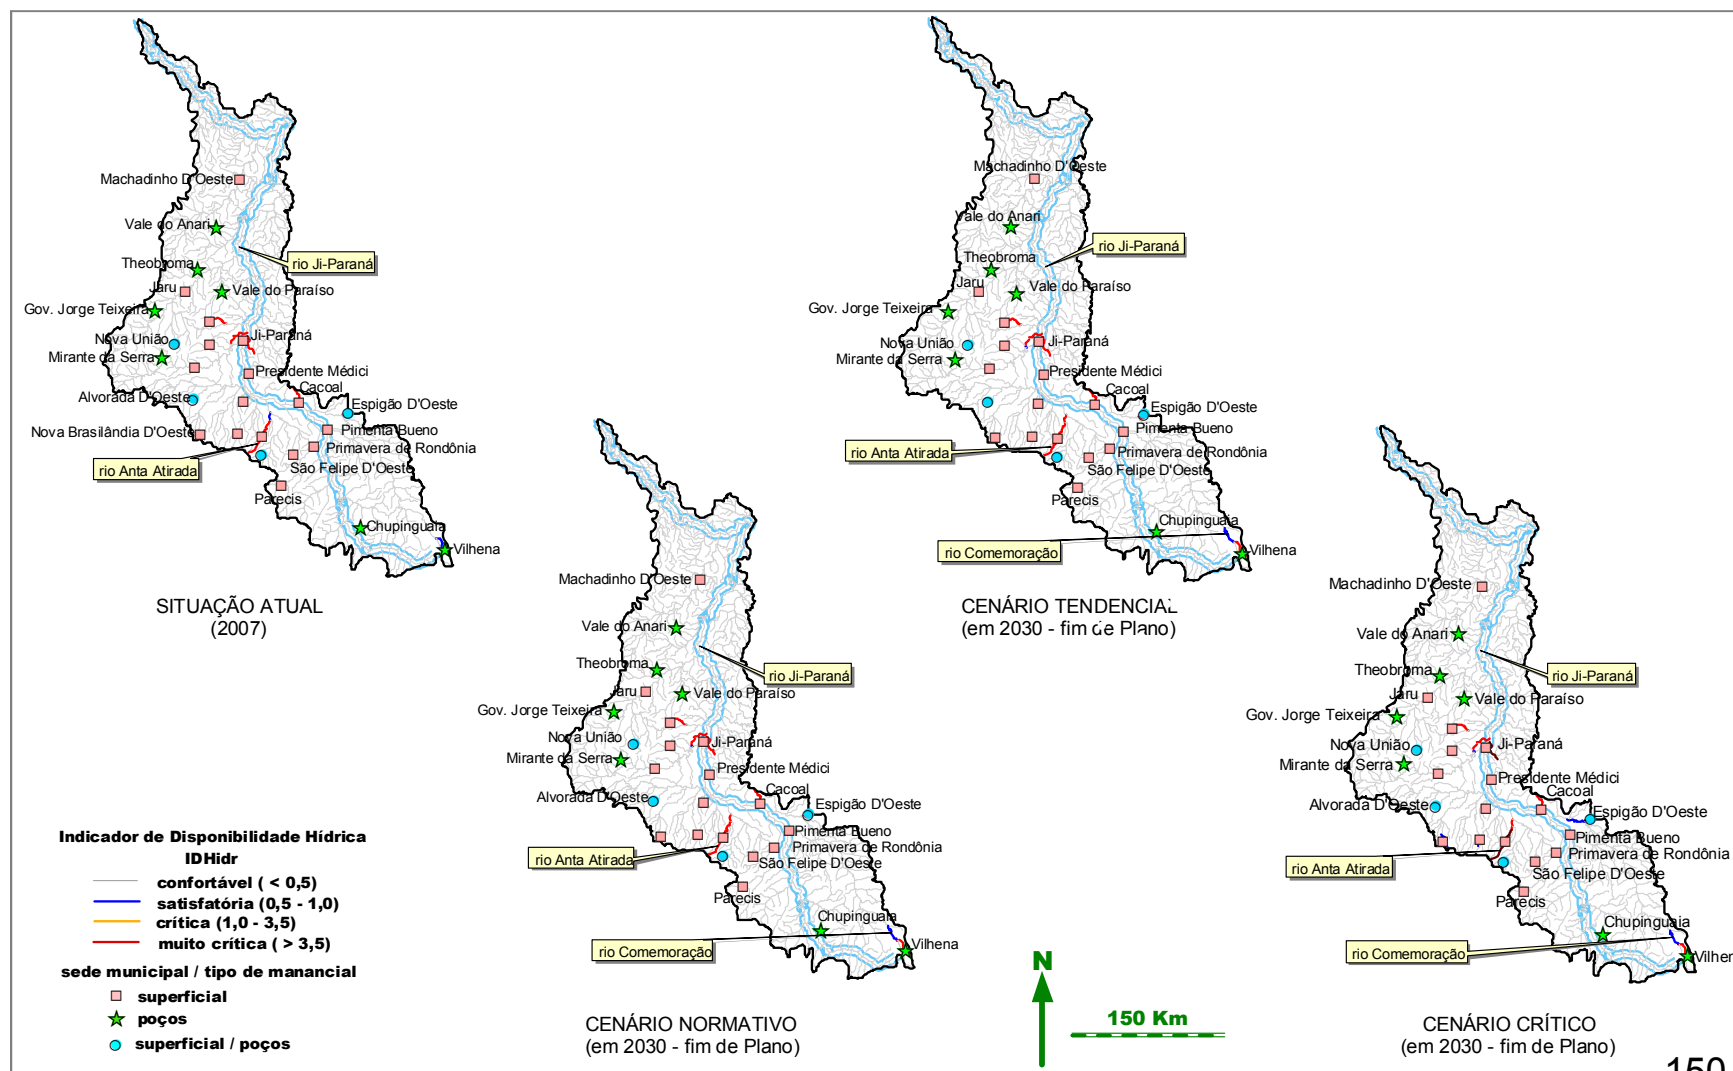 Machadinho D'Oeste
Vale do Anari
rio Ji-Paraná
Theobroma
Jaru
Vale do Paraíso
Gov. Jorge Teixeira
Nova União
Ji-Paraná
Mirante da Serra
Presidente Médici
Cacoal
Alvorada D'Oeste
Espigão D'Oeste
Nova Brasilândia D'Oeste
Pimenta Bueno
Primavera de Rondônia
rio Anta Atirada
São Felipe D'Oeste
Parecis
Chupinguaia
Vilhena
SITUAÇÃO ATUAL
(2007)
Machadinho D'Oeste
Vale do Anari
rio Ji-Paraná
Theobroma
Jaru
Vale do Paraíso
Gov. Jorge Teixeira
Nova União
Ji-Paraná
Mirante da Serra
Presidente Médici
Cacoal
Espigão D'Oeste
Pimenta Bueno
rio Anta Atirada
Primavera de Rondônia
São Felipe D'Oeste
Parecis
Chupinguaia
rio Comemoração
Vilhena
CENÁRIO TENDENCIAL
(em 2030 - fim de Plano)
Machadinho D'Oeste
Vale do Anari
Theobroma
rio Ji-Paraná
Jaru
Vale do Paraíso
Gov. Jorge Teixeira
Nova União
Ji-Paraná
Mirante da Serra
Presidente Médici
Cacoal
Alvorada D'Oeste
Espigão D'Oeste
Pimenta Bueno
Primavera de Rondônia
rio Anta Atirada
São Felipe D'Oeste
Parecis
Chupinguaia
rio Comemoração
Vilhena
CENÁRIO NORMATIVO
(em 2030 - fim de Plano)
Machadinho D'Oeste
Vale do Anari
Theobroma
rio Ji-Paraná
Jaru
Vale do Paraíso
Gov. Jorge Teixeira
Nova União
Ji-Paraná
Mirante da Serra
Presidente Médici
Cacoal
Alvorada D'Oeste
Espigão D'Oeste
Pimenta Bueno
Primavera de Rondônia
rio Anta Atirada
São Felipe D'Oeste
Parecis
Chupinguaia
rio Comemoração
Vilher
CENÁRIO CRÍTICO
(em 2030 - fim de Plano)
Indicador de Disponibilidade Hídrica
IDHidr
confortável ( < 0,5)
satisfatória (0,5 - 1,0)
crítica (1,0 - 3,5)
muito crítica ( > 3,5)
sede municipal / tipo de manancial
superficial
poços
superficial / poços
N
150 Km
150